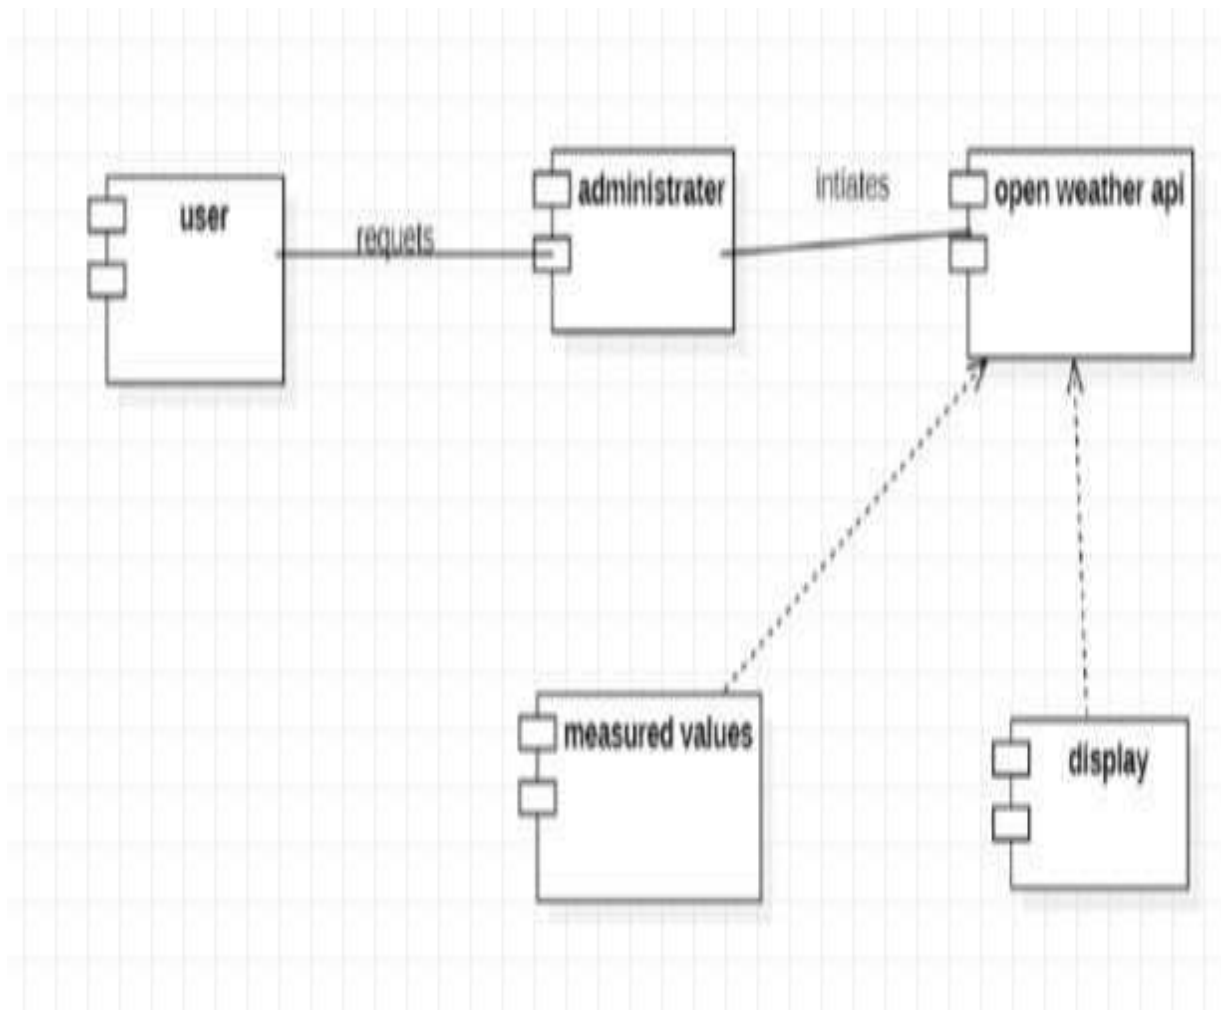 user
requets
administrater
intiates
open weather api
measured values
display